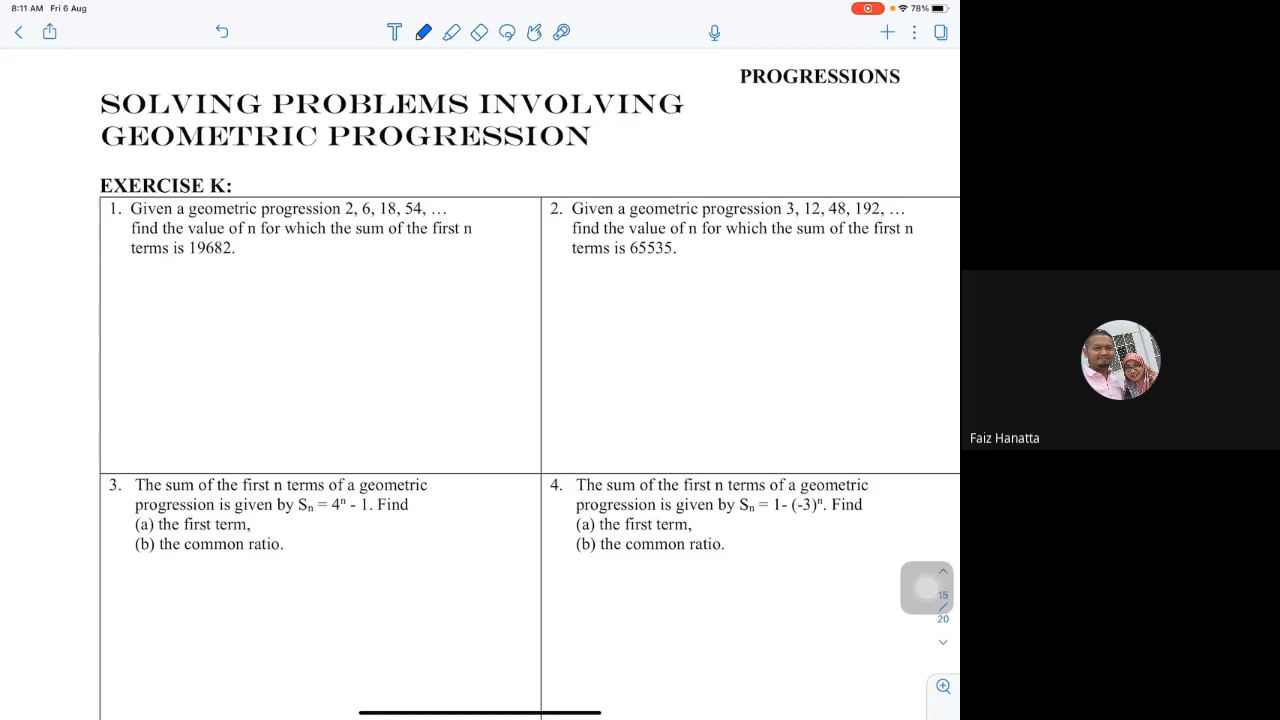 8:11 AM Fri 6 Aug
78%
PROGRESSIONS
SOLVING PROBLEMS INVOLVING
GEOMETRIC PROGRESSION
EXERCISE K:
1. Given a geometric progression 2, 6, 18, 54, …
find the value of n for which the sum of the first n
terms is 19682.
2. Given a geometric progression 3, 12, 48, 192, …
find the value of n for which the sum of the first n
terms is 65535.
3. The sum of the first n terms of a geometric
progression is given by Sₙ = 4ⁿ - 1. Find
(a) the first term,
(b) the common ratio.
4. The sum of the first n terms of a geometric
progression is given by Sₙ = 1- (-3)ⁿ. Find
(a) the first term,
(b) the common ratio.
15
/
20
Faiz Hanatta